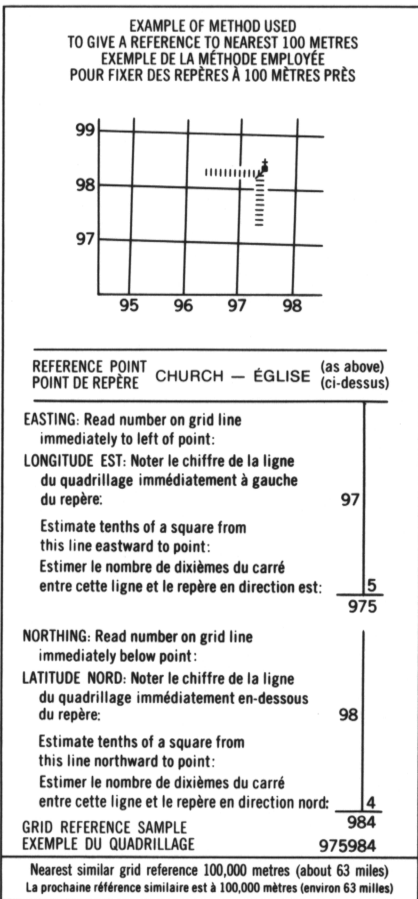 EXAMPLE OF METHOD USED
TO GIVE A REFERENCE TO NEAREST 100 METRES
EXEMPLE DE LA MÉTHODE EMPLOYÉE
POUR FIXER DES REPÈRES À 100 MÈTRES PRÈS
99
98
97
95 96 97 98
REFERENCE POINT
POINT DE REPÈRE CHURCH — ÉGLISE (as above)
(ci-dessus)
EASTING: Read number on grid line
immediately to left of point:
LONGITUDE EST: Noter le chiffre de la ligne
du quadrillage immédiatement à gauche
du repère: 97
Estimate tenths of a square from
this line eastward to point:
Estimer le nombre de dixièmes du carré
entre cette ligne et le repère en direction est: 5
975
NORTHING: Read number on grid line
immediately below point:
LATITUDE NORD: Noter le chiffre de la ligne
du quadrillage immédiatement en-dessous
du repère: 98
Estimate tenths of a square from
this line northward to point:
Estimer le nombre de dixièmes du carré
entre cette ligne et le repère en direction nord: 4
984
GRID REFERENCE SAMPLE
EXEMPLE DU QUADRILLAGE 975984
Nearest similar grid reference 100,000 metres (about 63 miles)
La prochaine référence similaire est à 100,000 mètres (environ 63 milles)